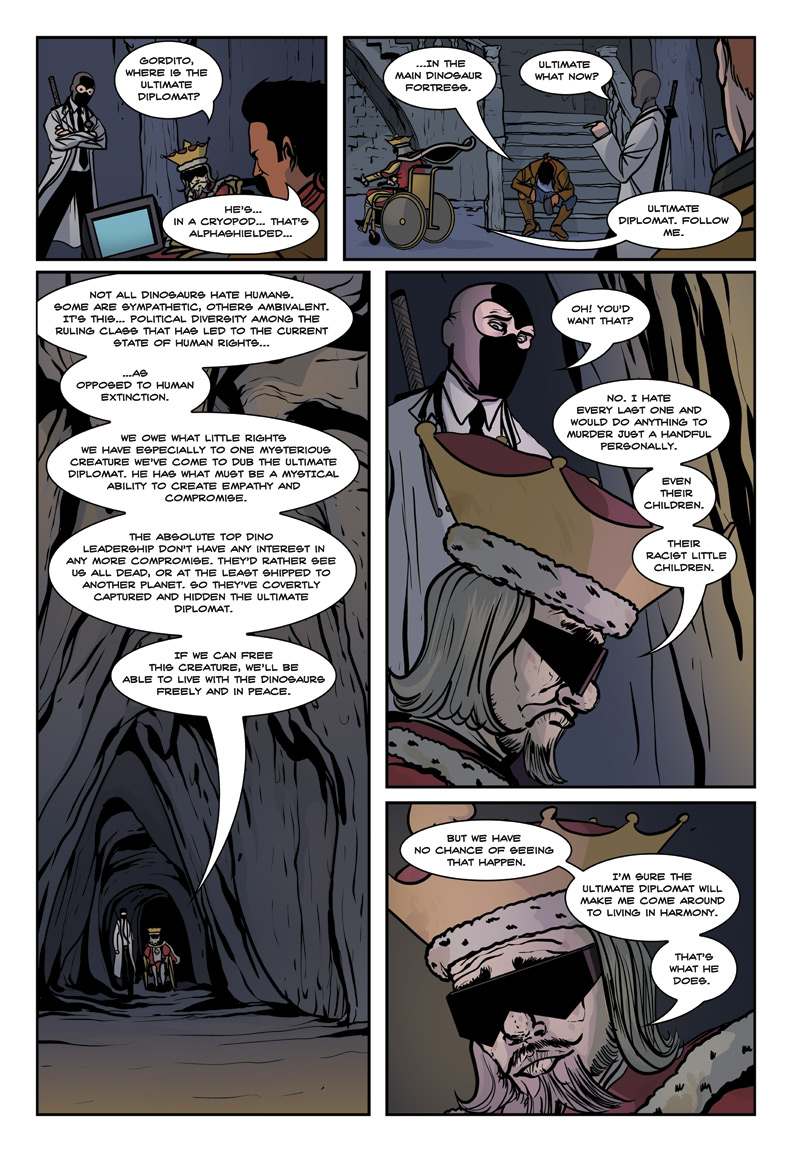 GORDITO,
WHERE IS THE
ULTIMATE
DIPLOMAT?
HE'S...
IN A CRYOPOD... THAT'S
ALPHASHIELDED...
...IN THE
MAIN DINOSAUR
FORTRESS.
ULTIMATE
WHAT NOW?
ULTIMATE
DIPLOMAT. FOLLOW
ME.
NOT ALL DINOSAURS HATE HUMANS.
SOME ARE SYMPATHETIC, OTHERS AMBIVALENT.
IT'S THIS... POLITICAL DIVERSITY AMONG THE
RULING CLASS THAT HAS LED TO THE CURRENT
STATE OF HUMAN RIGHTS...
...AS
OPPOSED TO HUMAN
EXTINCTION.
WE OWE WHAT LITTLE RIGHTS
WE HAVE ESPECIALLY TO ONE MYSTERIOUS
CREATURE WE'VE COME TO DUB THE ULTIMATE
DIPLOMAT. HE HAS WHAT MUST BE A MYSTICAL
ABILITY TO CREATE EMPATHY AND
COMPROMISE.
THE ABSOLUTE TOP DINO
LEADERSHIP DON'T HAVE ANY INTEREST IN
ANY MORE COMPROMISE. THEY'D RATHER SEE
US ALL DEAD, OR AT THE LEAST SHIPPED TO
ANOTHER PLANET. SO THEY'VE COVERTLY
CAPTURED AND HIDDEN THE ULTIMATE
DIPLOMAT.
IF WE CAN FREE
THIS CREATURE, WE'LL BE
ABLE TO LIVE WITH THE DINOSAURS
FREELY AND IN PEACE.
OH! YOU'D
WANT THAT?
NO. I HATE
EVERY LAST ONE AND
WOULD DO ANYTHING TO
MURDER JUST A HANDFUL
PERSONALLY.
EVEN
THEIR
CHILDREN.
THEIR
RACIST LITTLE
CHILDREN.
BUT WE HAVE
NO CHANCE OF SEEING
THAT HAPPEN.
I'M SURE THE
ULTIMATE DIPLOMAT WILL
MAKE ME COME AROUND
TO LIVING IN HARMONY.
THAT'S
WHAT HE
DOES.